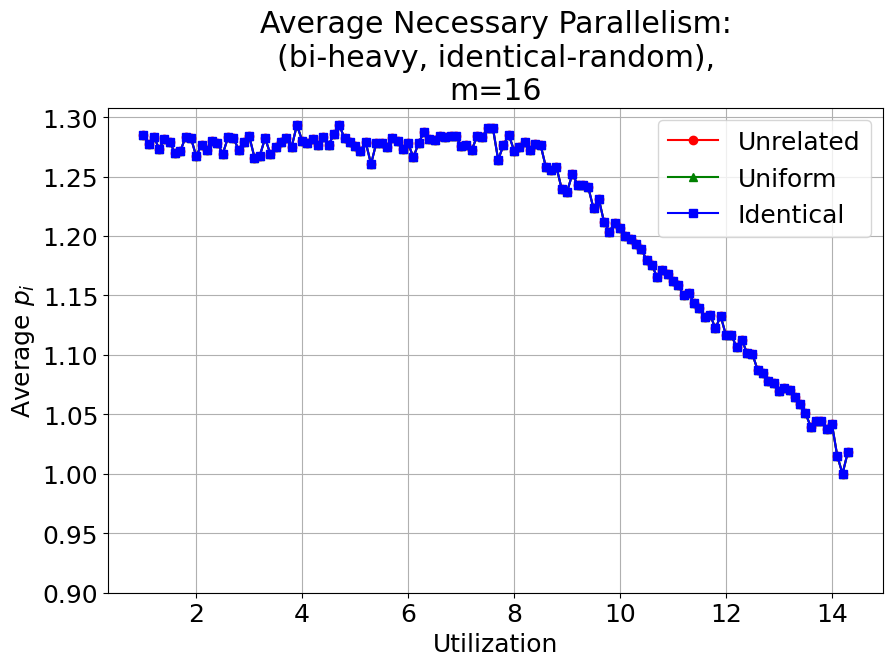 Average Necessary Parallelism:
(bi-heavy, identical-random),
m=16
1.30
1.25
1.20
1.15
1.10
1.05
1.00
0.95
0.90
Average p_i
Unrelated
Uniform
Identical
2 4 6 8 10 12 14
Utilization